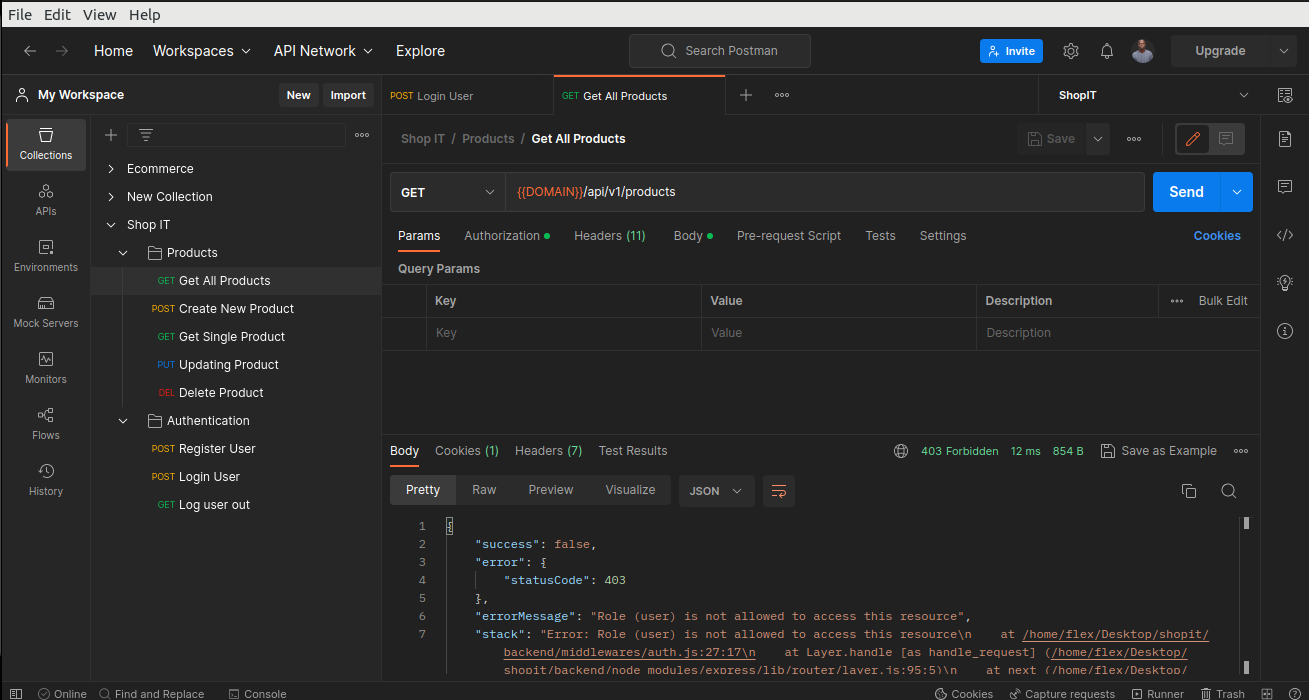 File Edit View Help
Home Workspaces API Network Explore Search Postman Invite Upgrade
My Workspace New Import POST Login User GET Get All Products ShopIT
Collections
APIs
Environments
Mock Servers
Monitors
Flows
History
Ecommerce
New Collection
Shop IT
Products
GET Get All Products
POST Create New Product
GET Get Single Product
PUT Updating Product
DEL Delete Product
Authentication
POST Register User
POST Login User
GET Log user out
Shop IT / Products / Get All Products Save
GET {{DOMAIN}}/api/v1/products Send
Params Authorization Headers (11) Body Pre-request Script Tests Settings Cookies
Query Params
Key Value Description Bulk Edit
Key Value Description
Body Cookies (1) Headers (7) Test Results 403 Forbidden 12 ms 854 B Save as Example
Pretty Raw Preview Visualize JSON
1 {
2 "success": false,
3 "error": {
4 "statusCode": 403
5 },
6 "errorMessage": "Role (user) is not allowed to access this resource",
7 "stack": "Error: Role (user) is not allowed to access this resource\n at /home/flex/Desktop/shopit/
backend/middlewares/auth.js:27:17\n at Layer.handle [as handle_request] (/home/flex/Desktop/
shopit/backend/node_modules/express/lib/router/layer.js:95:5)\n at next (/home/flex/Desktop/
Online Find and Replace Console Cookies Capture requests Runner Trash